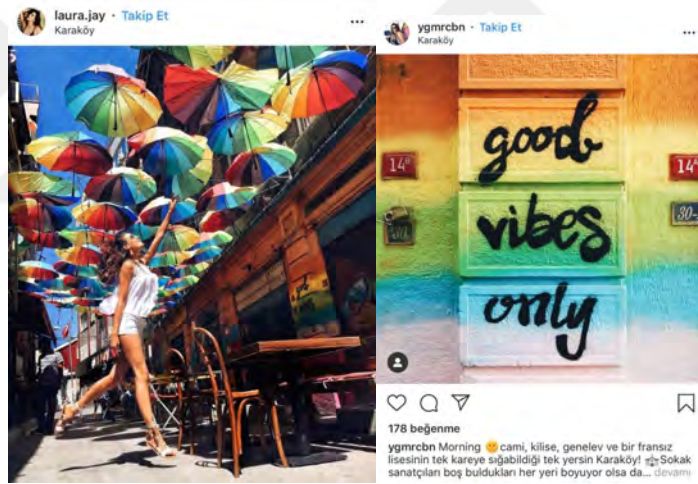 laura.jay · Takip Et
Karaköy
ygmrcbn · Takip Et
Karaköy
good
vibes
only
14ᴬ
14
30
30-
178 beğenme
ygmrcbn Morning 🤫 cami, kilise, genelev ve bir fransız
lisesinin tek kareye sığabildiği tek yersin Karaköy! Sokak
sanatçıları boş buldukları her yeri boyuyor olsa da... devamı